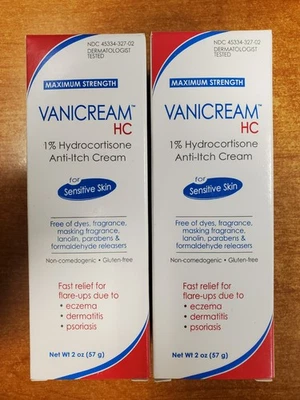 NDC 45334-327-02
DERMATOLOGIST
TESTED
MAXIMUM STRENGTH
VANICREAM™
HC
1% Hydrocortisone
Anti-Itch Cream
for
Sensitive Skin
Free of dyes, fragrance,
masking fragrance,
lanolin, parabens &
formaldehyde releasers
Non-comedogenic • Gluten-free
Fast relief for
flare-ups due to
• eczema
• dermatitis
• psoriasis
Net Wt 2 oz (57 g)
NDC 45334-327-02
DERMATOLOGIST
TESTED
MAXIMUM STRENGTH
VANICREAM™
HC
1% Hydrocortisone
Anti-Itch Cream
for
Sensitive Skin
Free of dyes, fragrance,
masking fragrance,
lanolin, parabens &
formaldehyde releasers
Non-comedogenic • Gluten-free
Fast relief for
flare-ups due to
• eczema
• dermatitis
• psoriasis
Net Wt 2 oz (57 g)